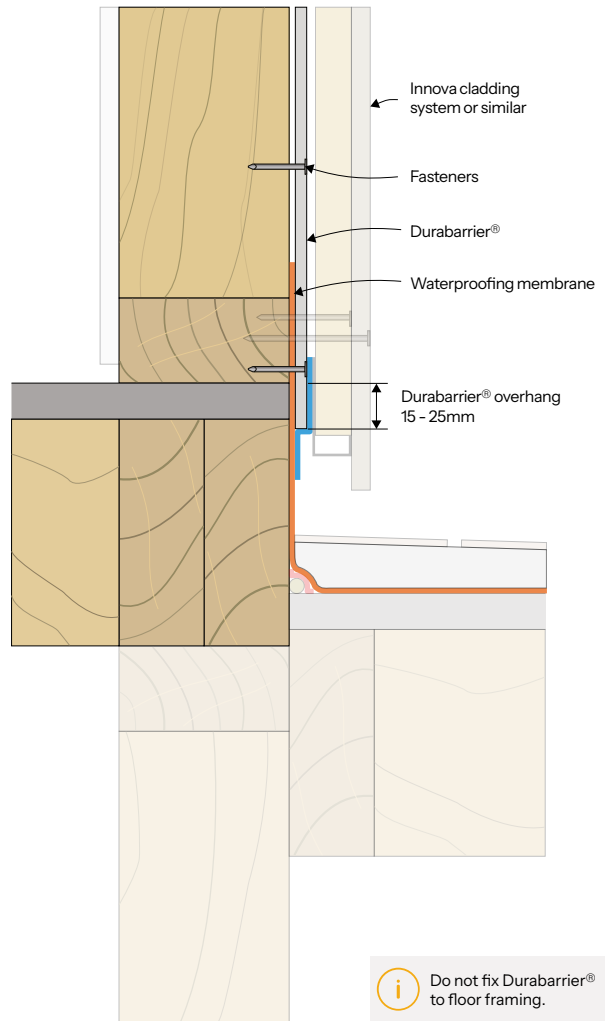 Innova cladding
system or similar
Fasteners
Durabarrier®
Waterproofing membrane
Durabarrier® overhang
15 - 25mm
i
Do not fix Durabarrier®
to floor framing.